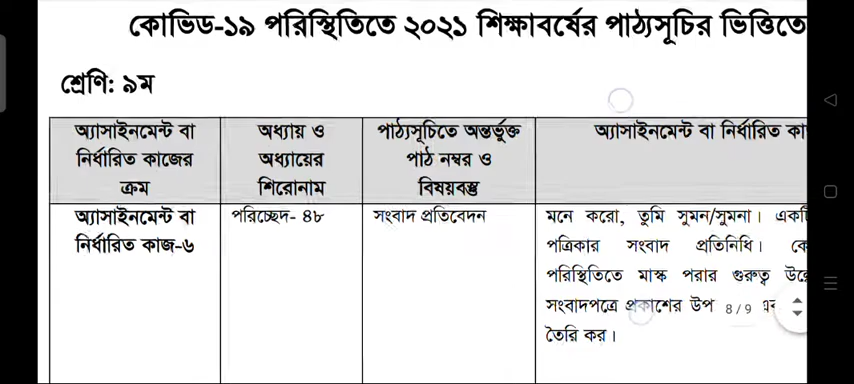 কোভিড-১৯ পরিস্থিতিতে ২০২১ শিক্ষাবর্ষের পাঠ্যসূচির ভিত্তিতে
শ্রেণি: ৯ম
অ্যাসাইনমেন্ট বা
নির্ধারিত কাজের
ক্রম
অধ্যায় ও
অধ্যায়ের
শিরোনাম
পাঠ্যসূচিতে অন্তর্ভুক্ত
পাঠ নম্বর ও
বিষয়বস্তু
অ্যাসাইনমেন্ট বা নির্ধারিত
অ্যাসাইনমেন্ট বা
নির্ধারিত কাজ-৬
পরিচ্ছেদ- ৪৮
সংবাদ প্রতিবেদন
মনে করো, তুমি সুমন/সুমনা। একটি
পত্রিকার সংবাদ প্রতিনিধি।
পরিস্থিতিতে মাস্ক পরার গুরুত্ব
সংবাদপত্রে প্রকাশের উপ
তৈরি কর।
8/9